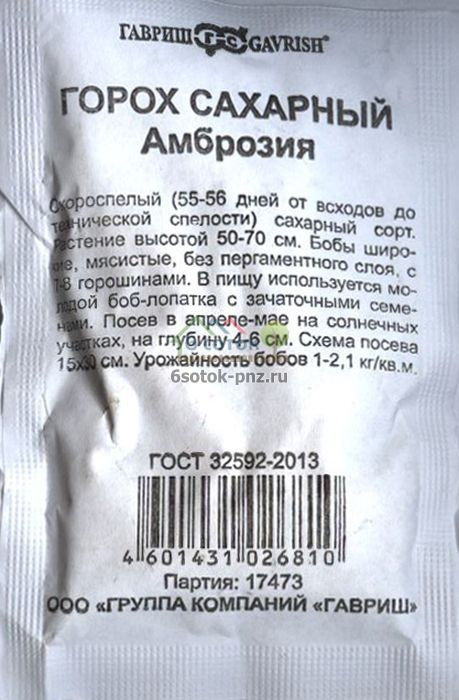 ГАВРИШ Г-С GAVRISH®
ГОРОХ САХАРНЫЙ
Амброзия
Скороспелый (55-56 дней от всходов до
технической спелости) сахарный сорт.
Растение высотой 50-70 см. Бобы широ-
кие, мясистые, без пергаментного слоя, с
7-8 горошинами. В пищу используется мо-
лодой боб-лопатка с зачаточными семе-
нами. Посев в апреле-мае на солнечных
участках, на глубину 4-6 см. Схема посева
15х30 см. Урожайность бобов 1-2,1 кг/кв.м.
6sotok-pnz.ru
ГОСТ 32592-2013
4 601431 026810
Партия: 17473
ООО «ГРУППА КОМПАНИЙ «ГАВРИШ»